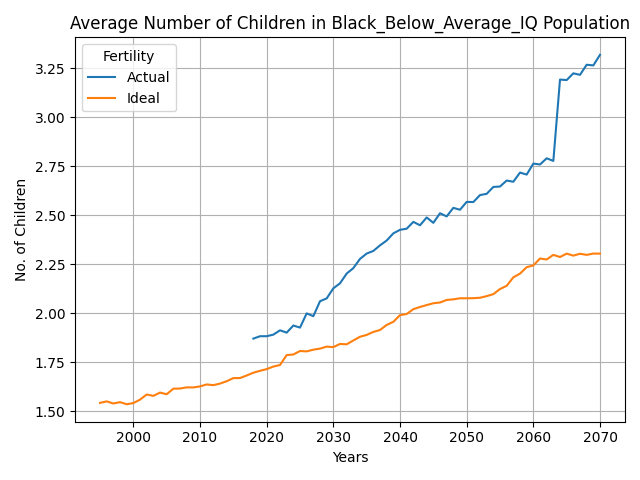 Average Number of Children in Black_Below_Average_IQ Population
Fertility
Actual
Ideal
No. of Children
3.25
3.00
2.75
2.50
2.25
2.00
1.75
1.50
2000 2010 2020 2030 2040 2050 2060 2070
Years